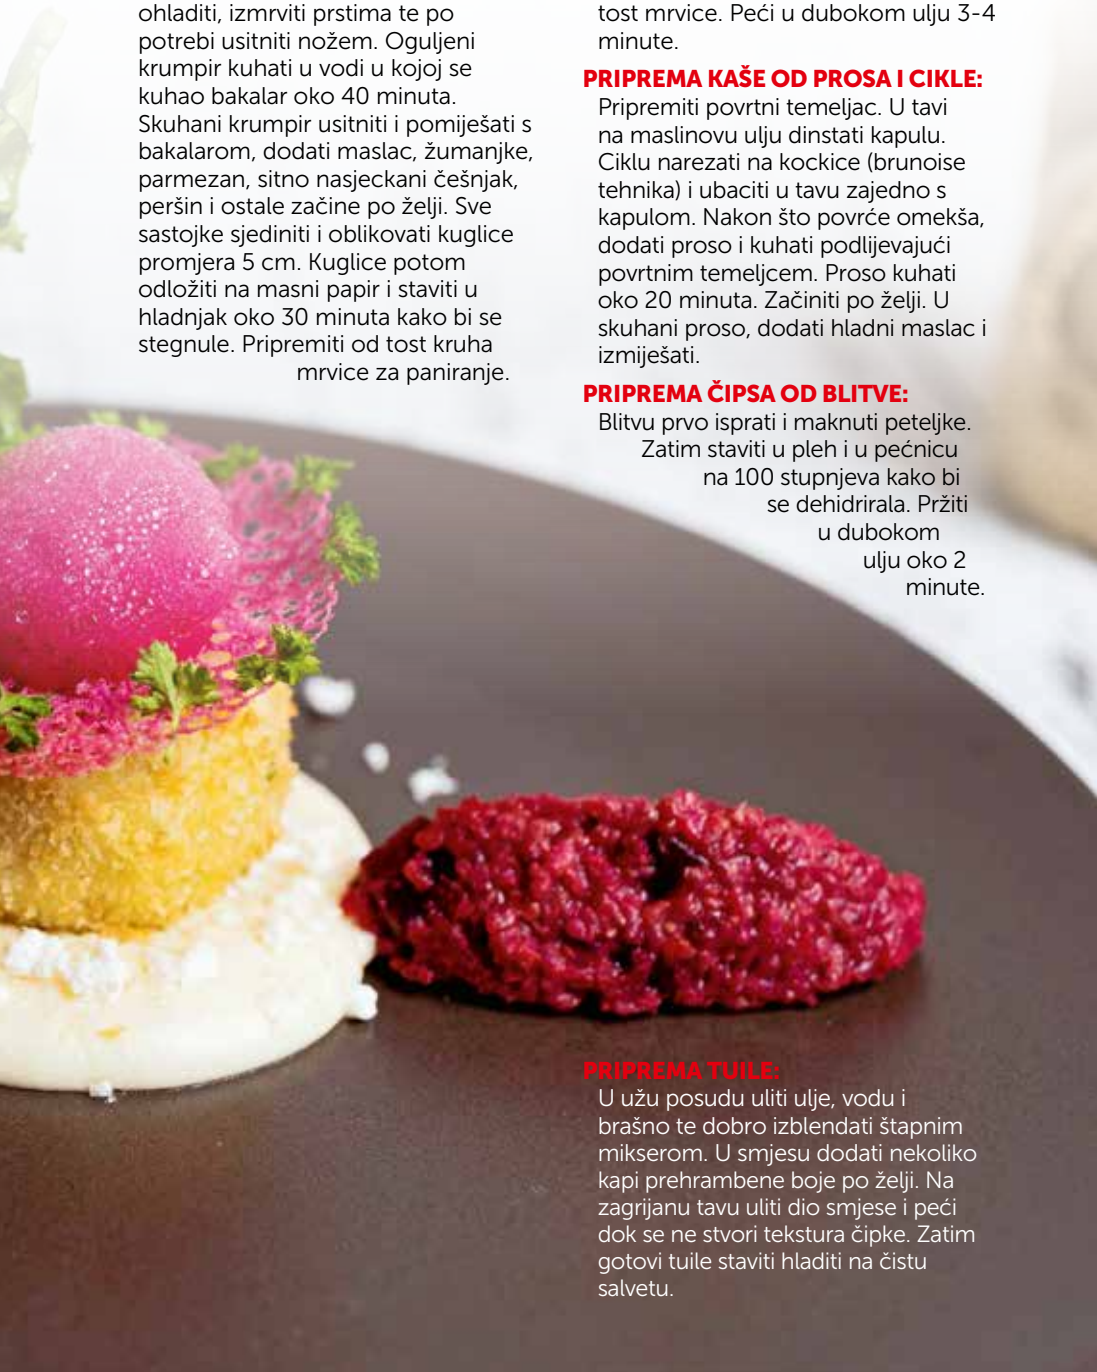 ohladiti, izmrviti prstima te po
potrebi usitniti nožem. Oguljeni
krumpir kuhati u vodi u kojoj se
kuhao bakalar oko 40 minuta.
Skuhani krumpir usitniti i pomiješati s
bakalarom, dodati maslac, žumanjke,
parmezan, sitno nasjeckani češnjak,
peršin i ostale začine po želji. Sve
sastojke sjediniti i oblikovati kuglice
promjera 5 cm. Kuglice potom
odložiti na masni papir i staviti u
hladnjak oko 30 minuta kako bi se
stegnule. Pripremiti od tost kruha
mrvice za paniranje.
tost mrvice. Peći u dubokom ulju 3-4
minute.
PRIPREMA KAŠE OD PROSA I CIKLE:
Pripremiti povrtni temeljac. U tavi
na maslinovu ulju dinstati kapulu.
Ciklu narezati na kockice (brunoise
tehnika) i ubaciti u tavu zajedno s
kapulom. Nakon što povrće omekša,
dodati proso i kuhati podlijevajući
povrtnim temeljcem. Proso kuhati
oko 20 minuta. Začiniti po želji. U
skuhani proso, dodati hladni maslac i
izmiješati.
PRIPREMA ČIPSA OD BLITVE:
Blitvu prvo isprati i maknuti peteljke.
Zatim staviti u pleh i u pećnicu
na 100 stupnjeva kako bi
se dehidrirala. Pržiti
u dubokom
ulju oko 2
minute.
PRIPREMA TUILE:
U užu posudu uliti ulje, vodu i
brašno te dobro izblendati štapnim
mikserom. U smjesu dodati nekoliko
kapi prehrambene boje po želji. Na
zagrijanu tavu uliti dio smjese i peći
dok se ne stvori tekstura čipke. Zatim
gotovi tuile staviti hladiti na čistu
salvetu.